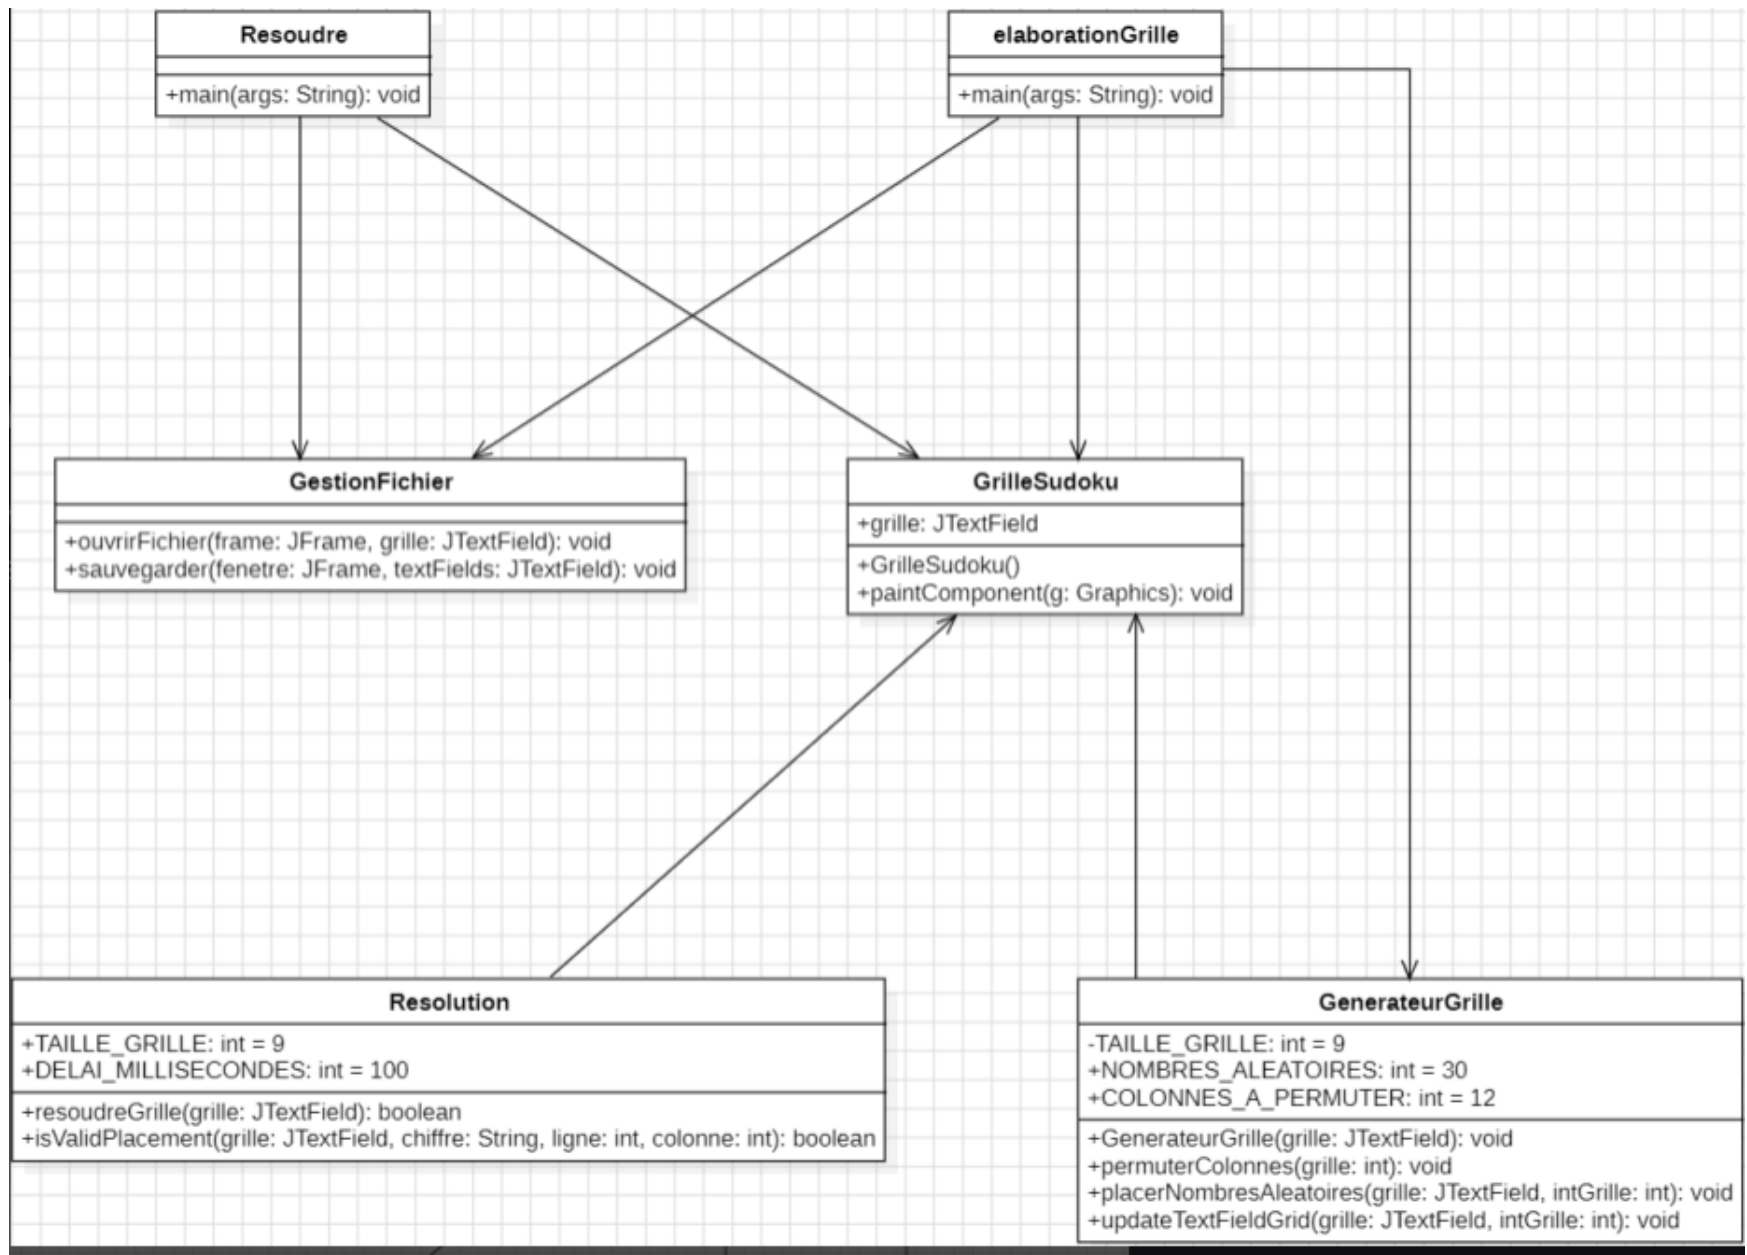 Resoudre
+main(args: String): void
elaborationGrille
+main(args: String): void
GestionFichier
+ouvrirFichier(frame: JFrame, grille: JTextField): void
+sauvegarder(fenetre: JFrame, textFields: JTextField): void
GrilleSudoku
+grille: JTextField
+GrilleSudoku()
+paintComponent(g: Graphics): void
Resolution
+TAILLE_GRILLE: int = 9
+DELAI_MILLISECONDES: int = 100
+resoudreGrille(grille: JTextField): boolean
+isValidPlacement(grille: JTextField, chiffre: String, ligne: int, colonne: int): boolean
GenerateurGrille
-TAILLE_GRILLE: int = 9
+NOMBRES_ALEATOIRES: int = 30
+COLONNES_A_PERMUTER: int = 12
+GenerateurGrille(grille: JTextField): void
+permuterColonnes(grille: int): void
+placerNombresAleatoires(grille: JTextField, intGrille: int): void
+updateTextFieldGrid(grille: JTextField, intGrille: int): void